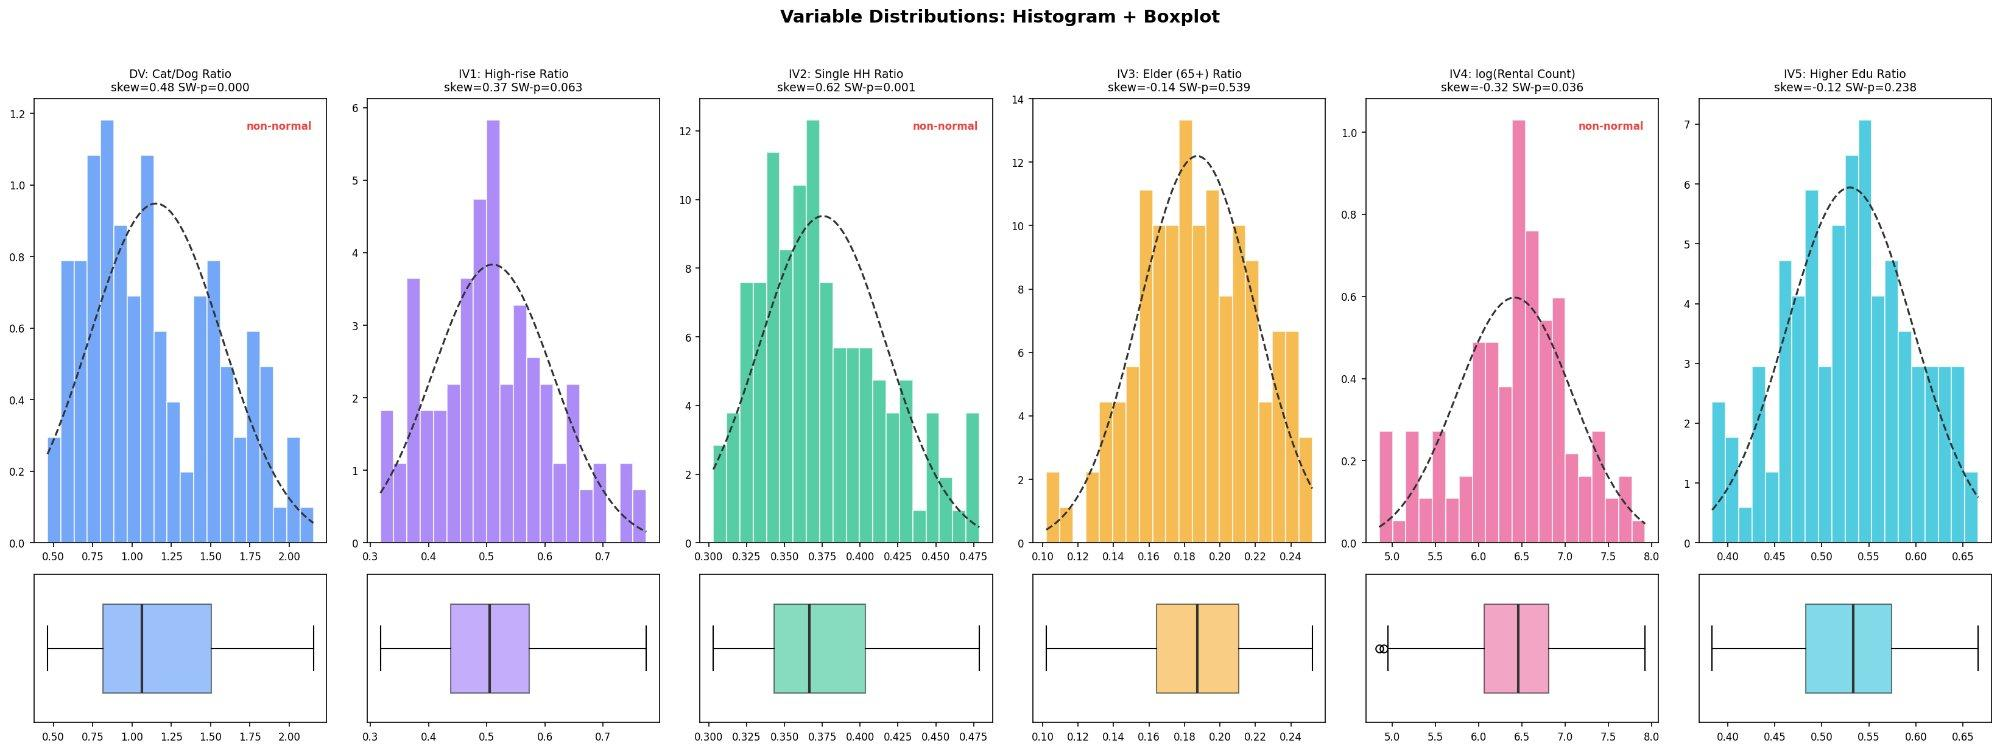 Variable Distributions: Histogram + Boxplot
DV: Cat/Dog Ratio
skew=0.48 SW-p=0.000
non-normal
1.2
1.0
0.8
0.6
0.4
0.2
0.0
0.50 0.75 1.00 1.25 1.50 1.75 2.00
IV1: High-rise Ratio
skew=0.37 SW-p=0.063
6
5
4
3
2
1
0
0.3 0.4 0.5 0.6 0.7
IV2: Single HH Ratio
skew=0.62 SW-p=0.001
non-normal
12
10
8
6
4
2
0
0.300 0.325 0.350 0.375 0.400 0.425 0.450 0.475
IV3: Elder (65+) Ratio
skew=-0.14 SW-p=0.539
14
12
10
8
6
4
2
0
0.10 0.12 0.14 0.16 0.18 0.20 0.22 0.24
IV4: log(Rental Count)
skew=-0.32 SW-p=0.036
non-normal
1.0
0.8
0.6
0.4
0.2
0.0
5.0 5.5 6.0 6.5 7.0 7.5 8.0
IV5: Higher Edu Ratio
skew=-0.12 SW-p=0.238
7
6
5
4
3
2
1
0
0.40 0.45 0.50 0.55 0.60 0.65
0.50 0.75 1.00 1.25 1.50 1.75 2.00
0.3 0.4 0.5 0.6 0.7
0.300 0.325 0.350 0.375 0.400 0.425 0.450 0.475
0.10 0.12 0.14 0.16 0.18 0.20 0.22 0.24
5.0 5.5 6.0 6.5 7.0 7.5 8.0
0.40 0.45 0.50 0.55 0.60 0.65